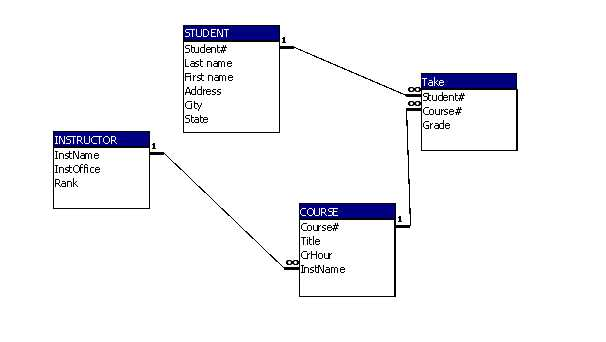 STUDENT
Student#
Last name
First name
Address
City
State
1
Take
∞
Student#
∞
Course#
Grade
INSTRUCTOR
1
InstName
InstOffice
Rank
COURSE
1
Course#
Title
CrHour
∞
InstName